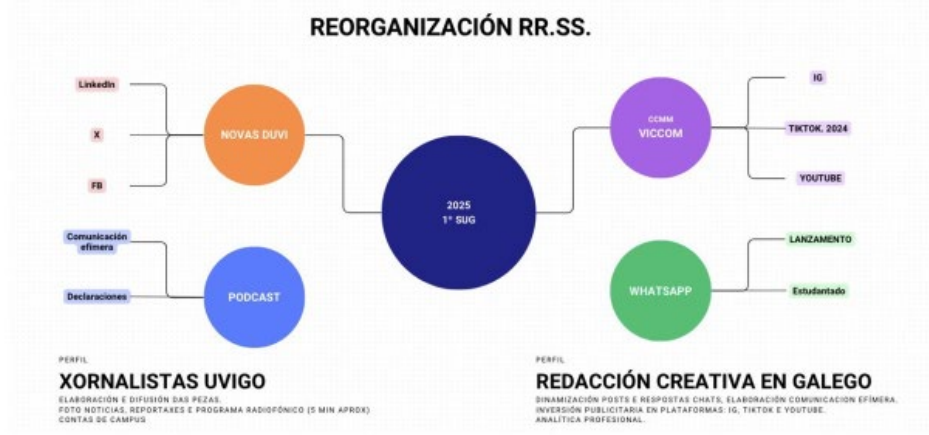 REORGANIZACIÓN RR.SS.
LinkedIn
X
FB
NOVAS DUVI
Comunicación
efímera
Declaraciones
PODCAST
2025
1º SUG
CCMM
VICCOM
IG
TIKTOK. 2024
YOUTUBE
WHATSAPP
LANZAMENTO
Estudantado
PERFIL
XORNALISTAS UVIGO
ELABORACIÓN E DIFUSIÓN DAS PEZAS.
FOTO NOTICIAS, REPORTAXES E PROGRAMA RADIOFÓNICO (5 MIN APROX)
CONTAS DE CAMPUS
PERFIL
REDACCIÓN CREATIVA EN GALEGO
DINAMIZACIÓN POSTS E RESPOSTAS CHATS, ELABORACIÓN COMUNICACION EFÍMERA.
INVERSIÓN PUBLICITARIA EN PLATAFORMAS: IG, TIKTOK E YOUTUBE.
ANALÍTICA PROFESIONAL.